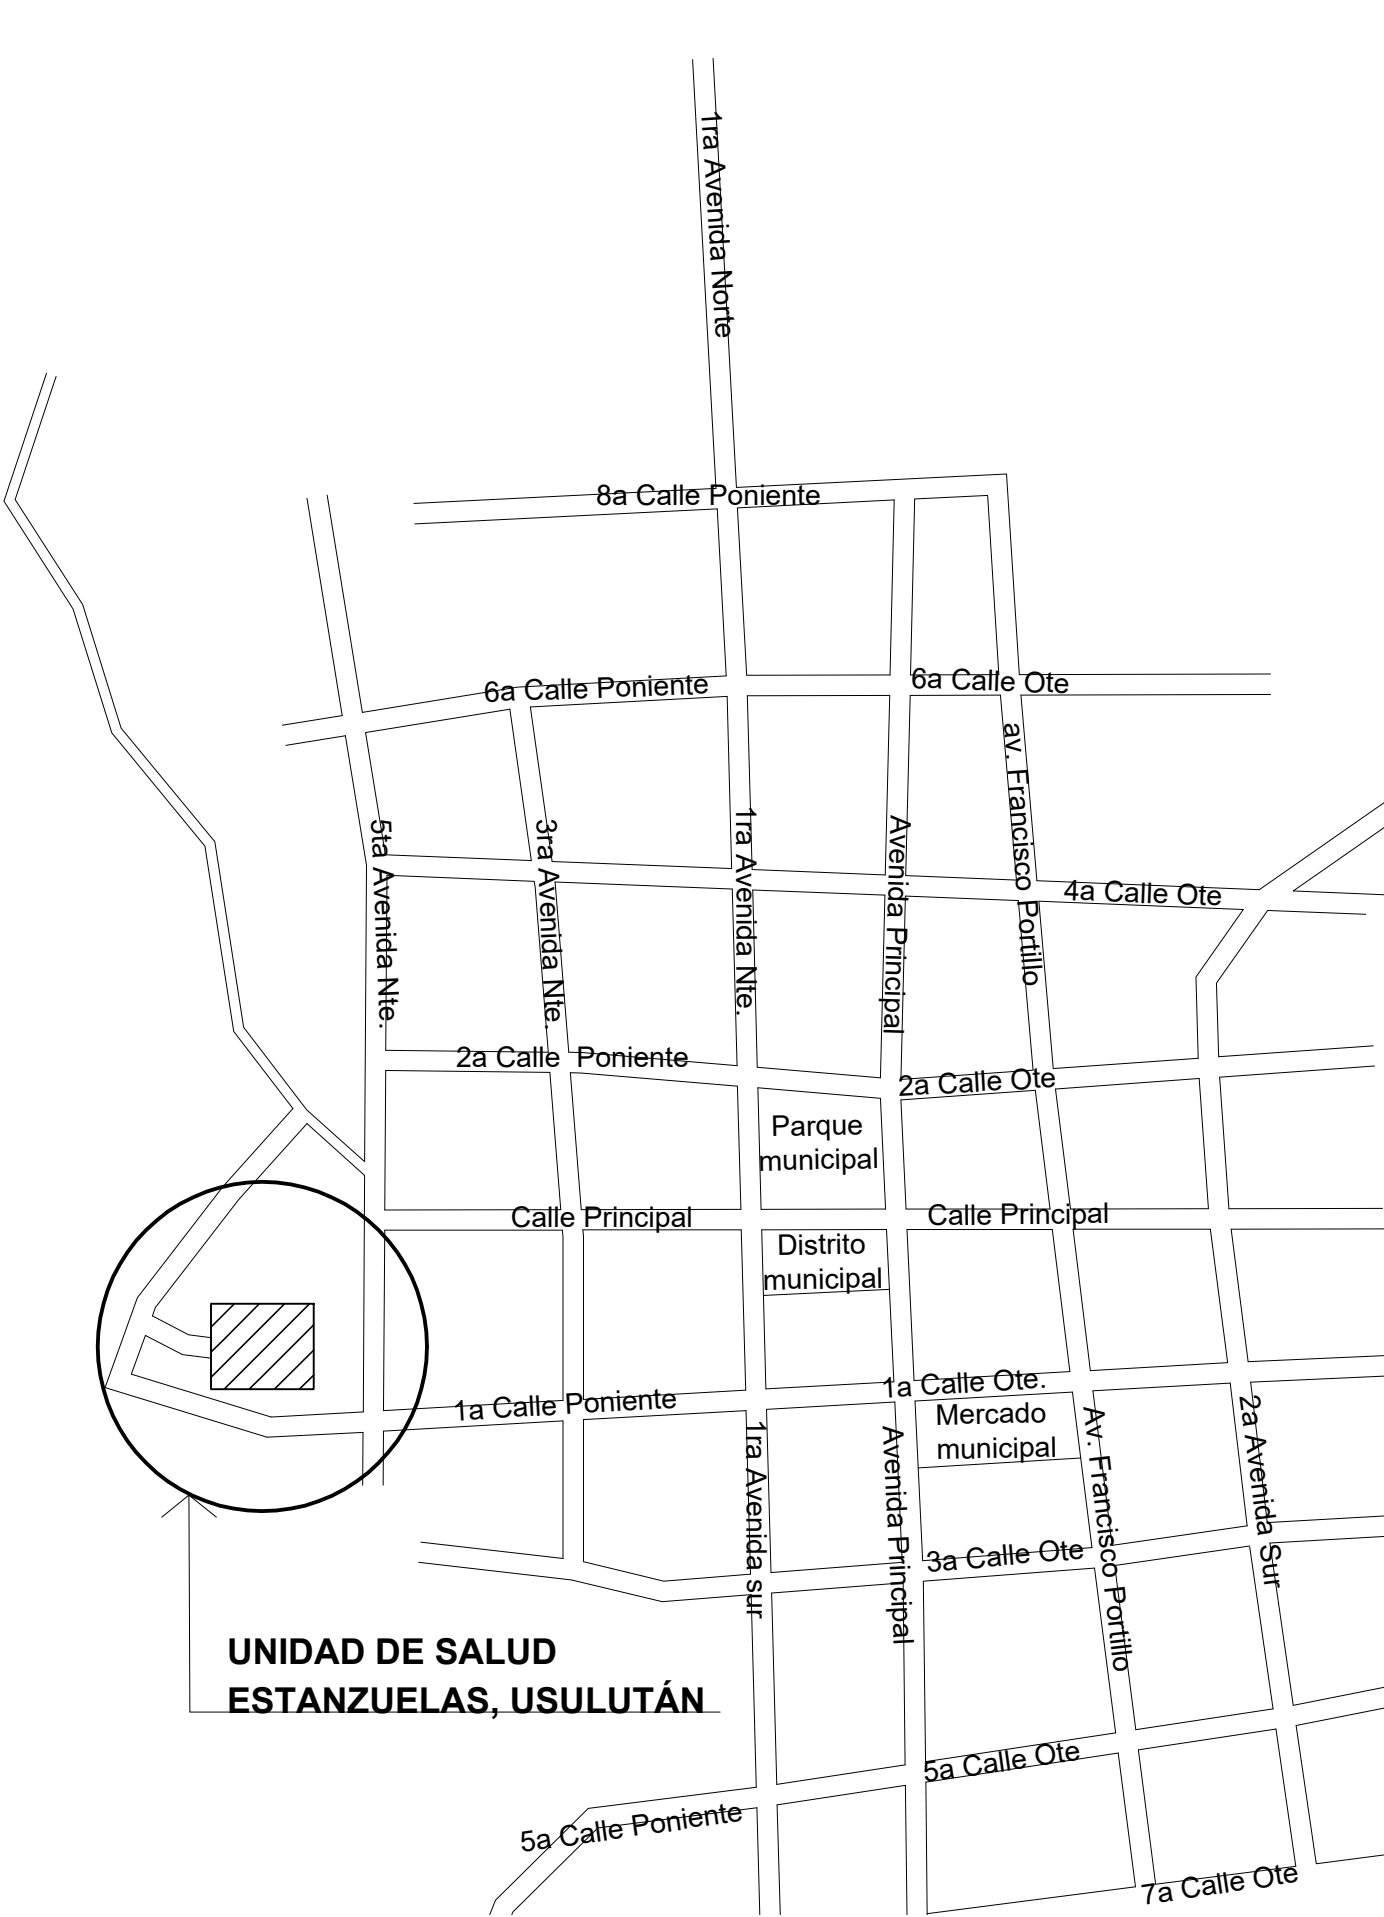 1ra Avenida Norte
8a Calle Poniente
6a Calle Poniente
6a Calle Ote
av. Francisco Portillo
5ta Avenida Nte.
3ra Avenida Nte.
1ra Avenida Nte.
Avenida Principal
4a Calle Ote
2a Calle Poniente
2a Calle Ote
Parque
municipal
Calle Principal
Calle Principal
Distrito
municipal
1a Calle Poniente
1a Calle Ote.
Mercado
municipal
1ra Avenida sur
Avenida Principal
Av. Francisco Portillo
2a Avenida Sur
3a Calle Ote
UNIDAD DE SALUD
ESTANZUELAS, USULUTÁN
5a Calle Ote
5a Calle Poniente
7a Calle Ote